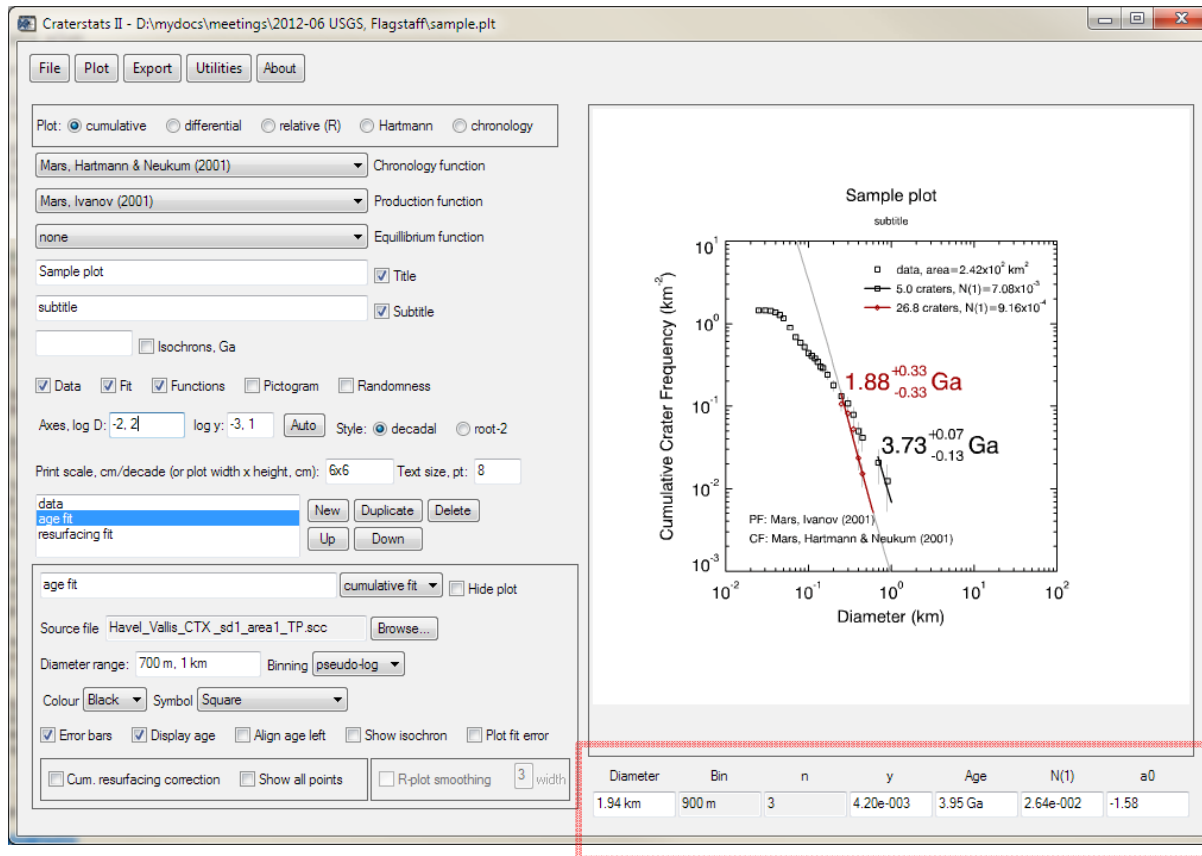 Craterstats II - D:\mydocs\meetings\2012-06 USGS, Flagstaff\sample.plt
File Plot Export Utilities About
Plot: cumulative differential relative (R) Hartmann chronology
Mars, Hartmann & Neukum (2001) Chronology function
Mars, Ivanov (2001) Production function
none Equillibrium function
Sample plot Title
subtitle Subtitle
Isochrons, Ga
Data Fit Functions Pictogram Randomness
Axes, log D: -2, 2 log y: -3, 1 Auto Style: decadal root-2
Print scale, cm/decade (or plot width x height, cm): 6x6 Text size, pt: 8
data
age fit
resurfacing fit
New Duplicate Delete
Up Down
age fit cumulative fit Hide plot
Source file Havel_Vallis_CTX _sd1_area1_TP.scc Browse...
Diameter range: 700 m, 1 km Binning pseudo-log
Colour Black Symbol Square
Error bars Display age Align age left Show isochron Plot fit error
Cum. resurfacing correction Show all points R-plot smoothing 3 width
Sample plot
subtitle
data, area=2.42x10² km²
5.0 craters, N(1)=7.08x10⁻³
26.8 craters, N(1)=9.16x10⁻⁴
1.88 +0.33 -0.33 Ga
3.73 +0.07 -0.13 Ga
PF: Mars, Ivanov (2001)
CF: Mars, Hartmann & Neukum (2001)
Cumulative Crater Frequency (km⁻²)
10¹
10⁰
10⁻¹
10⁻²
10⁻³
10⁻² 10⁻¹ 10⁰ 10¹ 10²
Diameter (km)
Diameter Bin n y Age N(1) a0
1.94 km 900 m 3 4.20e-003 3.95 Ga 2.64e-002 -1.58